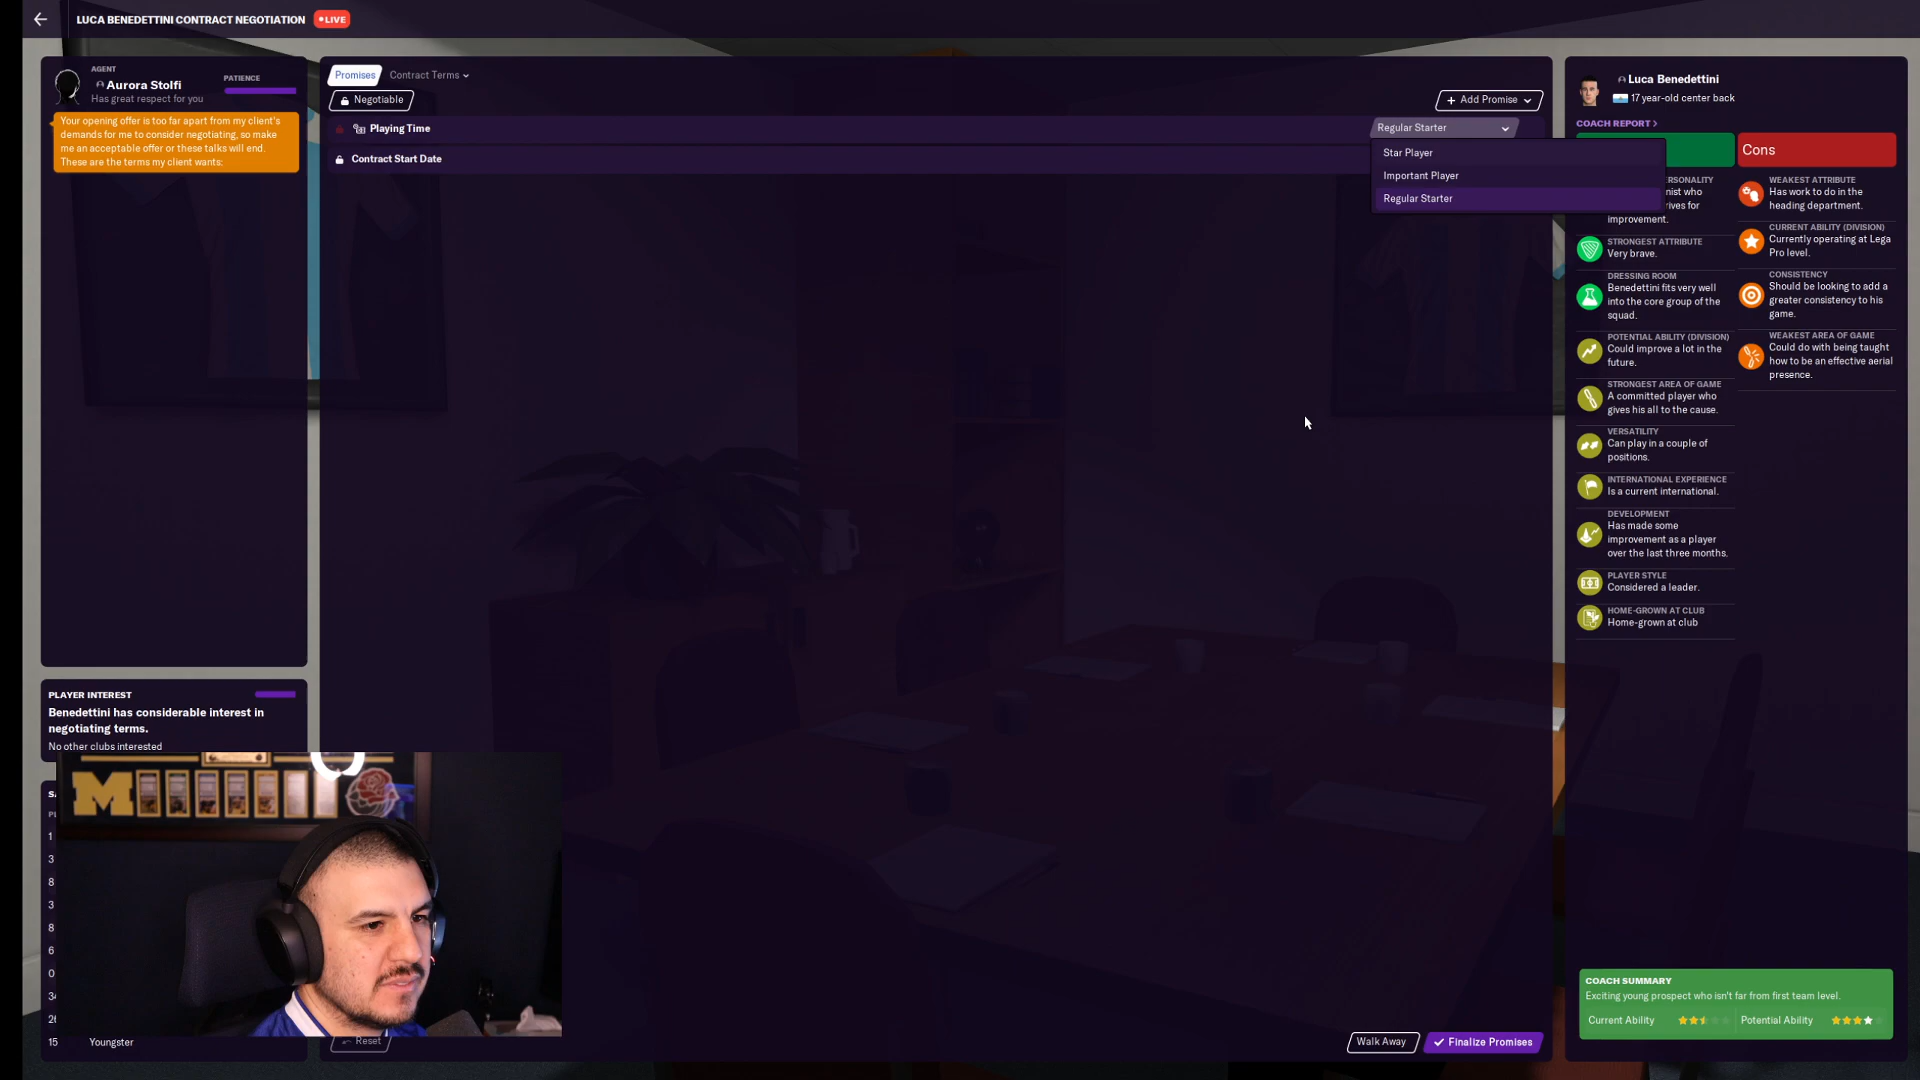 LUCA BENEDETTINI CONTRACT NEGOTIATION
LIVE
AGENT
Aurora Stolfi
Has great respect for you
PATIENCE
Your opening offer is too far apart from my client's
demands for me to consider negotiating, so make
me an acceptable offer or these talks will end.
These are the terms my client wants:
Promises
Contract Terms
Negotiable
+ Add Promise
Playing Time
Regular Starter
Contract Start Date
Star Player
Important Player
Regular Starter
Luca Benedettini
17 year-old center back
COACH REPORT >
Cons
WEAKEST ATTRIBUTE
Has work to do in the
heading department.
CURRENT ABILITY (DIVISION)
Currently operating at Lega
Pro level.
CONSISTENCY
Should be looking to add a
greater consistency to his
game.
WEAKEST AREA OF GAME
Could do with being taught
how to be an effective aerial
presence.
improvement.
STRONGEST ATTRIBUTE
Very brave.
DRESSING ROOM
Benedettini fits very well
into the core group of the
squad.
POTENTIAL ABILITY (DIVISION)
Could improve a lot in the
future.
STRONGEST AREA OF GAME
A committed player who
gives his all to the cause.
VERSATILITY
Can play in a couple of
positions.
INTERNATIONAL EXPERIENCE
Is a current international.
DEVELOPMENT
Has made some
improvement as a player
over the last three months.
PLAYER STYLE
Considered a leader.
HOME-GROWN AT CLUB
Home-grown at club
PLAYER INTEREST
Benedettini has considerable interest in
negotiating terms.
No other clubs interested
M
1
3
8
3
8
6
0
15 Youngster
Reset
Walk Away
Finalize Promises
COACH SUMMARY
Exciting young prospect who isn't far from first team level.
Current Ability
Potential Ability